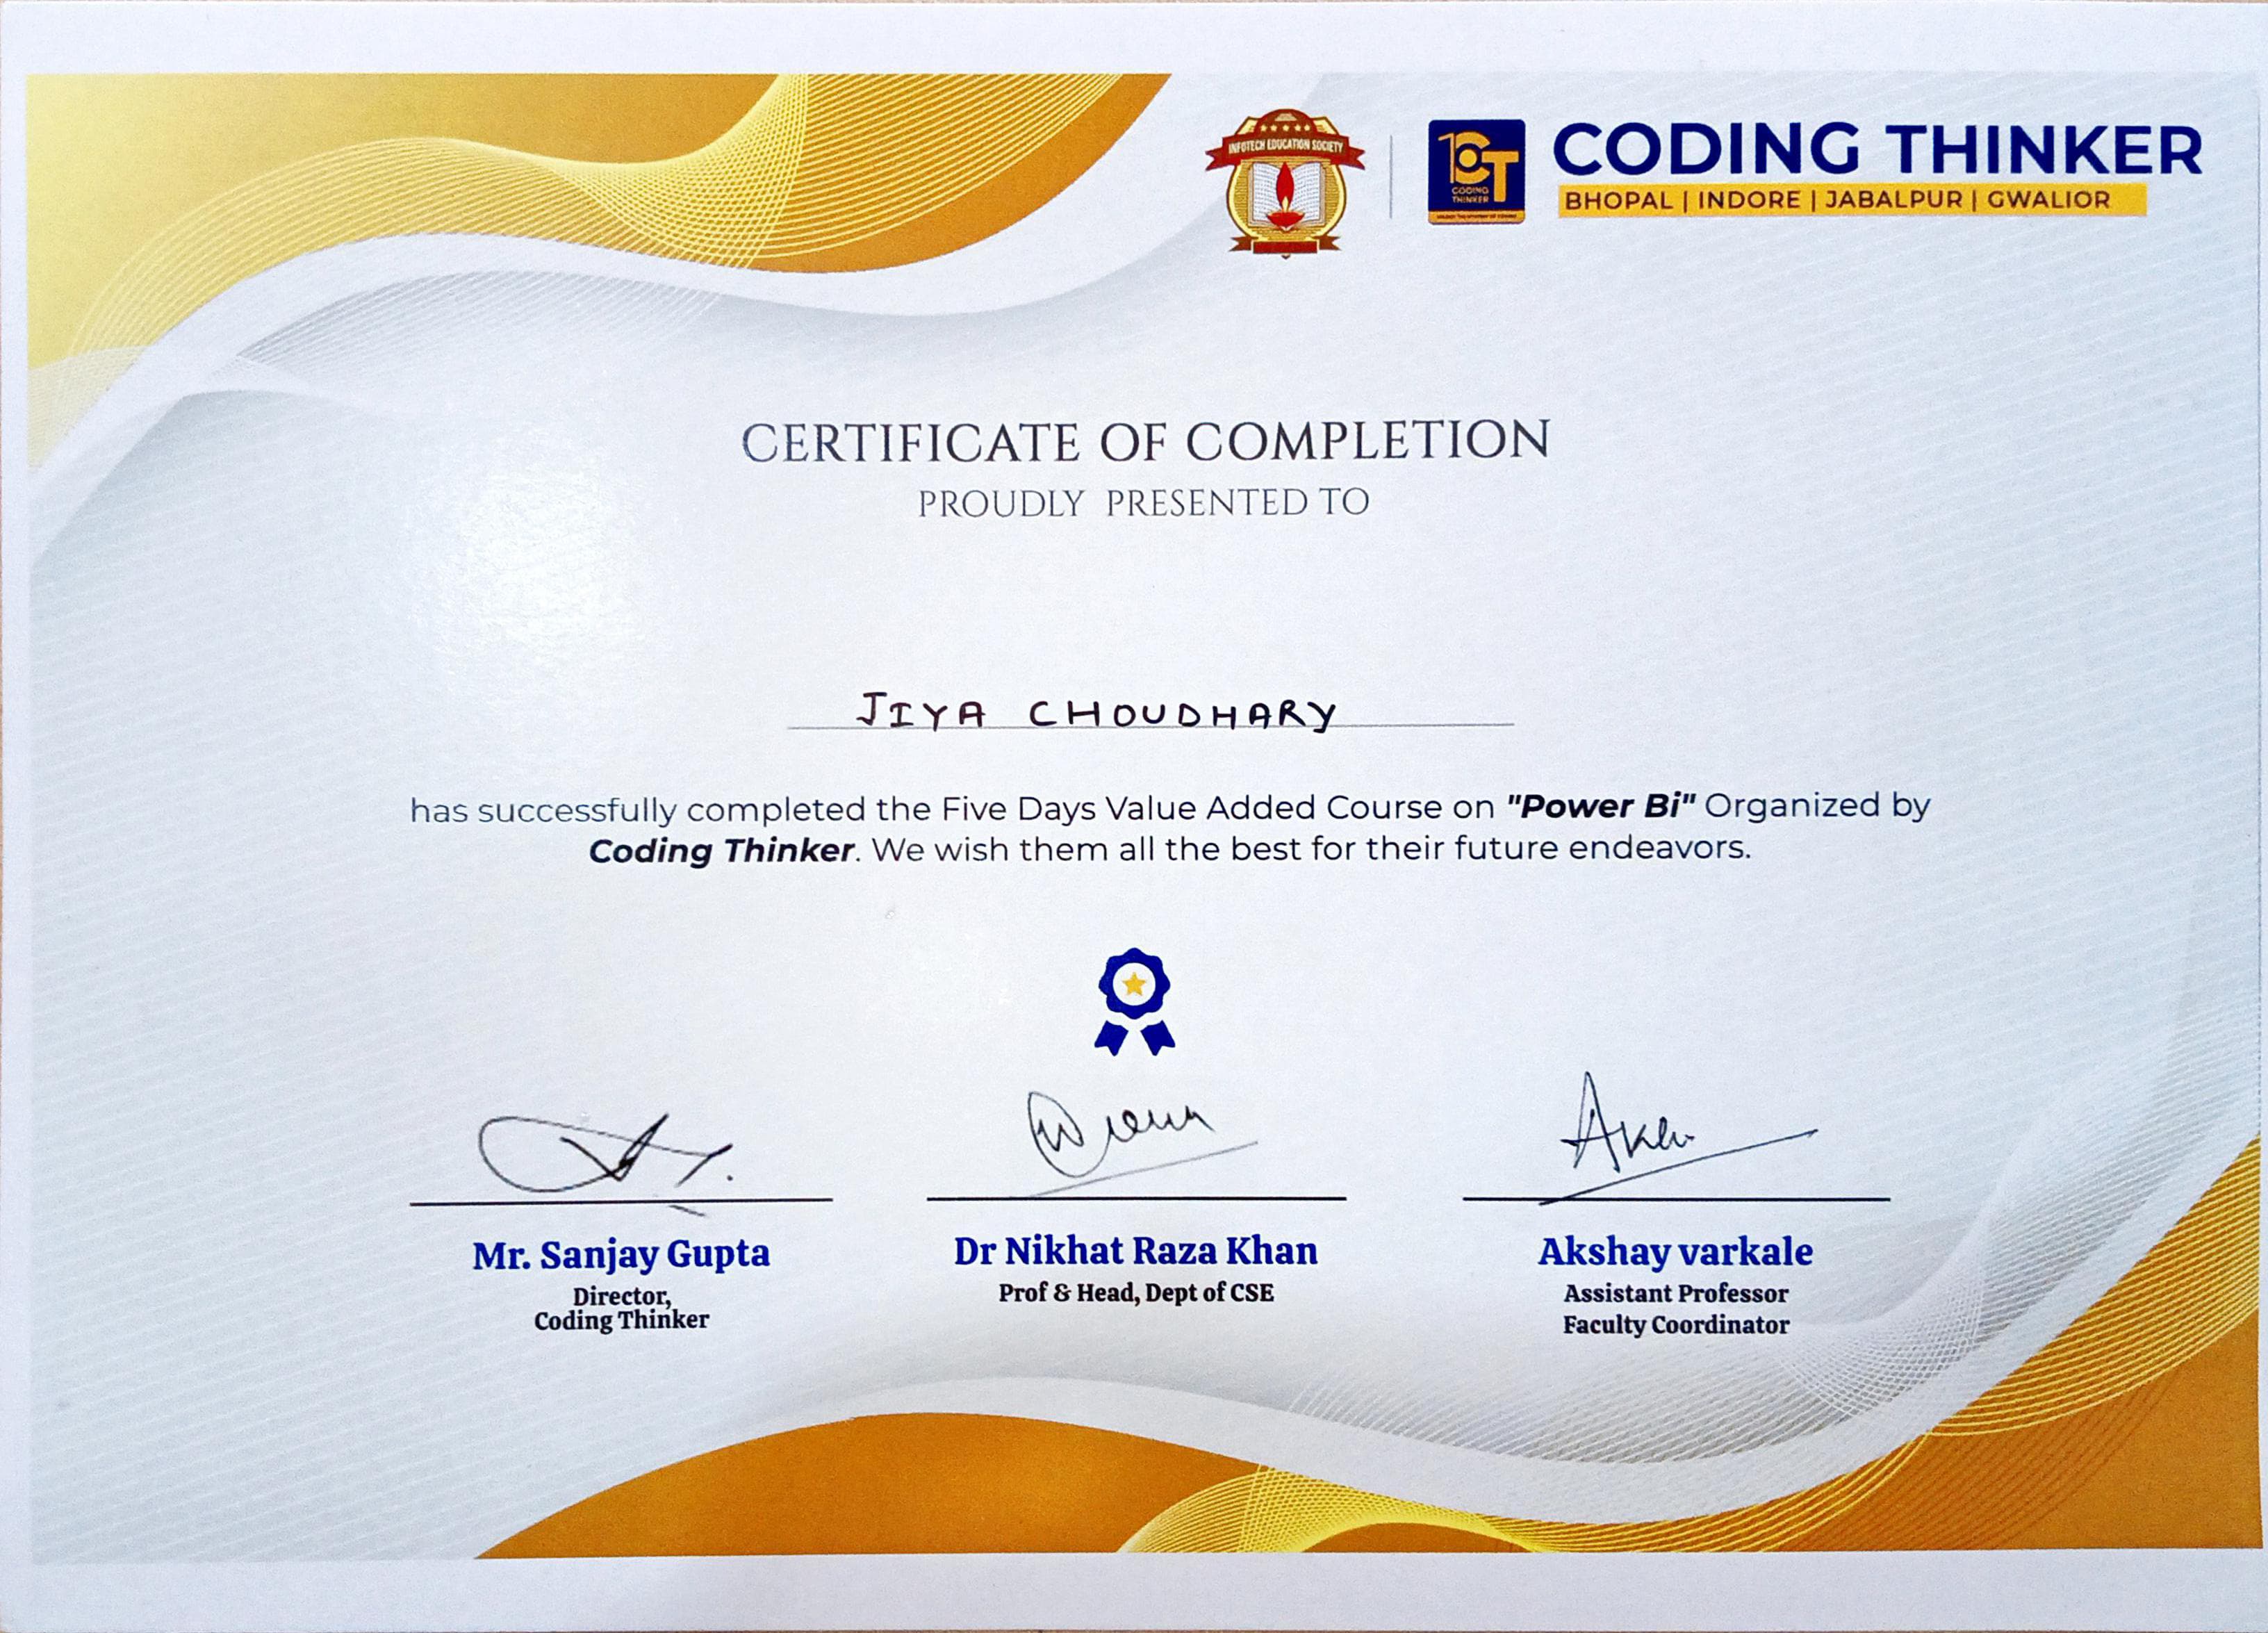 INFOTECH EDUCATION SOCIETY
CODING
THINKER
CODING THINKER
BHOPAL | INDORE | JABALPUR | GWALIOR
CERTIFICATE OF COMPLETION
PROUDLY PRESENTED TO
JIYA CHOUDHARY
has successfully completed the Five Days Value Added Course on "Power Bi" Organized by
Coding Thinker. We wish them all the best for their future endeavors.
Mr. Sanjay Gupta
Director,
Coding Thinker
Dr Nikhat Raza Khan
Prof & Head, Dept of CSE
Akshay varkale
Assistant Professor
Faculty Coordinator